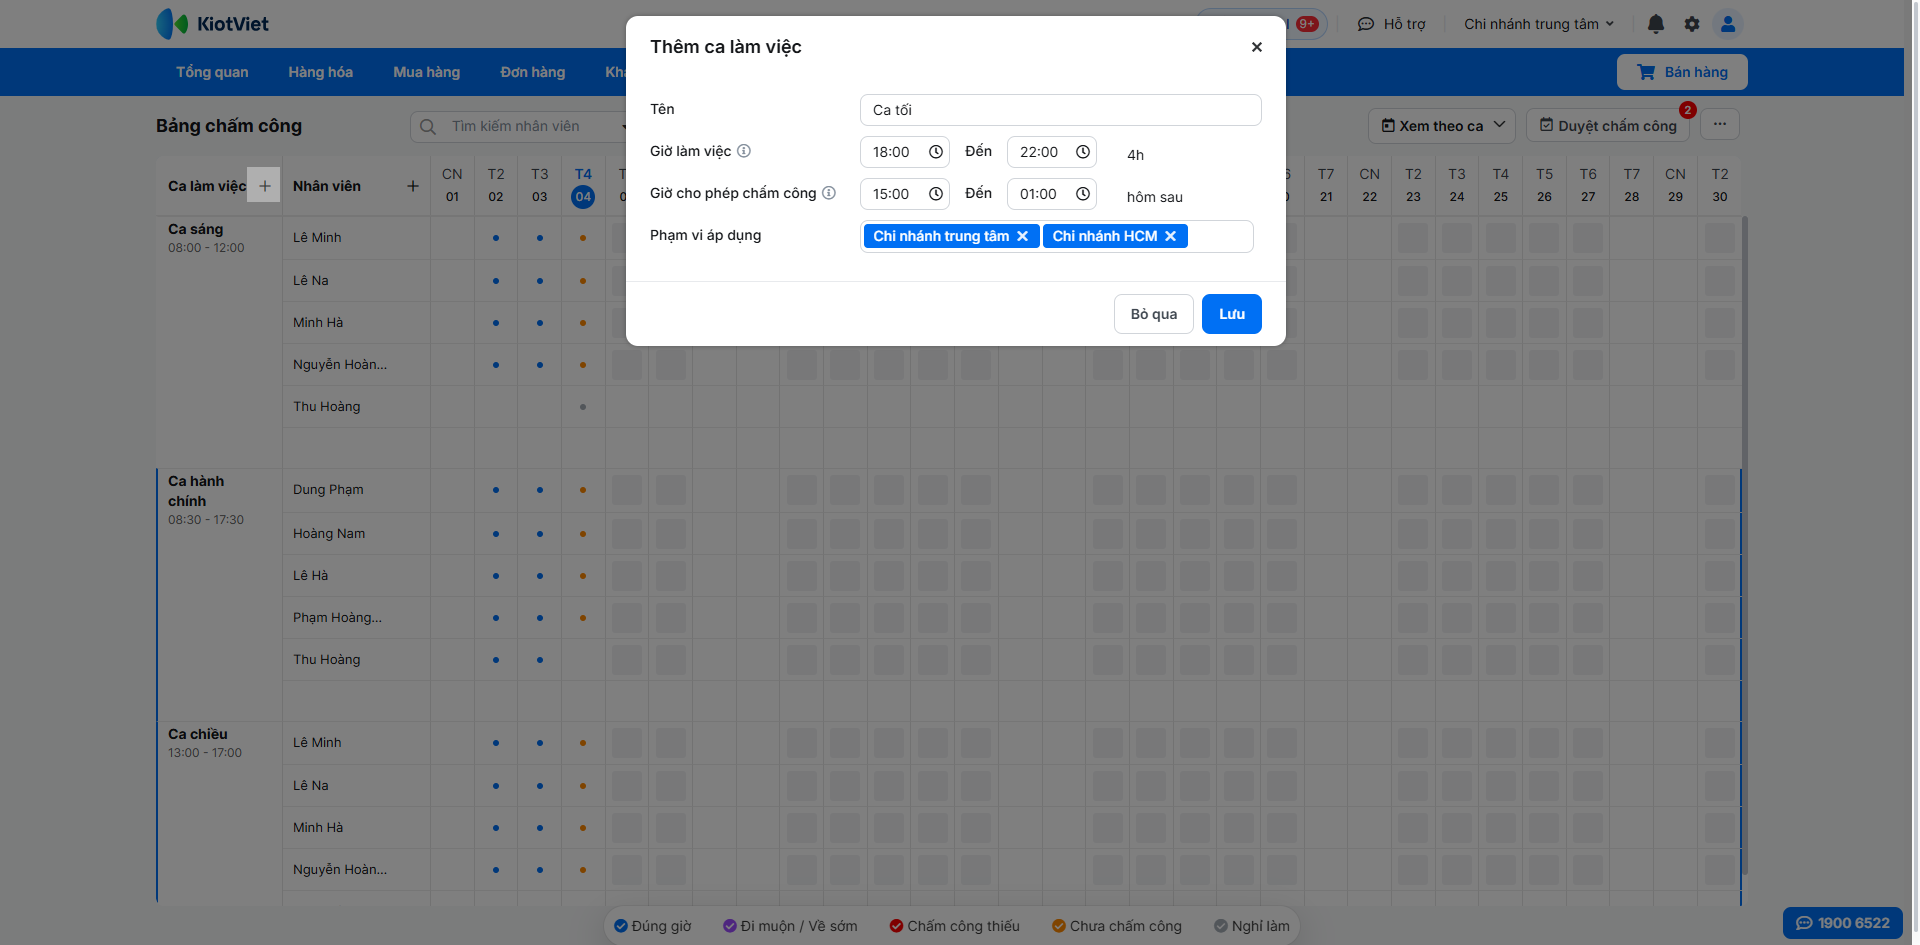 KiotViet
9+
Hỗ trợ
Chi nhánh trung tâm
Tổng quan
Hàng hóa
Mua hàng
Đơn hàng
Bán hàng
Bảng chấm công
Tìm kiếm nhân viên
Xem theo ca
Duyệt chấm công
2
Thêm ca làm việc
Tên
Ca tối
Giờ làm việc
18:00 Đến 22:00 4h
Giờ cho phép chấm công
15:00 Đến 01:00 hôm sau
Phạm vi áp dụng
Chi nhánh trung tâm
Chi nhánh HCM
Bỏ qua
Lưu
Ca làm việc
Nhân viên
CN T2 T3 T4
01 02 03 04
T7 CN T2 T3 T4 T5 T6 T7 CN T2
21 22 23 24 25 26 27 28 29 30
Ca sáng
08:00 - 12:00
Lê Minh
Lê Na
Minh Hà
Nguyễn Hoàn...
Thu Hoàng
Ca hành
chính
08:30 - 17:30
Dung Phạm
Hoàng Nam
Lê Hà
Phạm Hoàng...
Thu Hoàng
Ca chiều
13:00 - 17:00
Lê Minh
Lê Na
Minh Hà
Nguyễn Hoàn...
Đúng giờ
Đi muộn / Về sớm
Chấm công thiếu
Chưa chấm công
Nghỉ làm
1900 6522